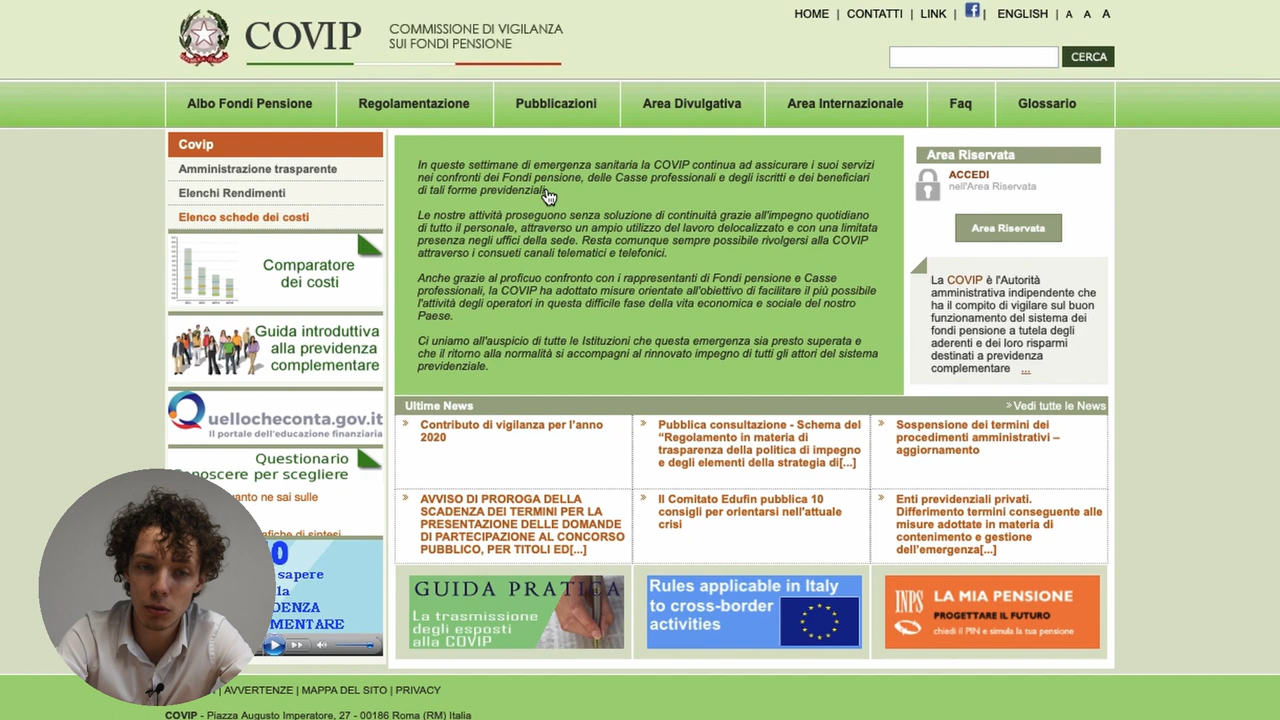 COVIP
COMMISSIONE DI VIGILANZA
SUI FONDI PENSIONE
HOME | CONTATTI | LINK | | ENGLISH | A A A
CERCA
Albo Fondi Pensione
Regolamentazione
Pubblicazioni
Area Divulgativa
Area Internazionale
Faq
Glossario
Covip
Amministrazione trasparente
Elenchi Rendimenti
Elenco schede dei costi
Comparatore
dei costi
Guida introduttiva
alla previdenza
complementare
uellocheconta.gov.it
Il portale dell'educazione finanziaria
Questionario
noscere per scegliere
uanto ne sai sulle
afiche di sintesi
0
sapere
lla
DENZA
MENTARE
In queste settimane di emergenza sanitaria la COVIP continua ad assicurare i suoi servizi
nei confronti dei Fondi pensione, delle Casse professionali e degli iscritti e dei beneficiari
di tali forme previdenziali.
Le nostre attività proseguono senza soluzione di continuità grazie all'impegno quotidiano
di tutto il personale, attraverso un ampio utilizzo del lavoro delocalizzato e con una limitata
presenza negli uffici della sede. Resta comunque sempre possibile rivolgersi alla COVIP
attraverso i consueti canali telematici e telefonici.
Anche grazie al proficuo confronto con i rappresentanti di Fondi pensione e Casse
professionali, la COVIP ha adottato misure orientate all'obiettivo di facilitare il più possibile
l'attività degli operatori in questa difficile fase della vita economica e sociale del nostro
Paese.
Ci uniamo all'auspicio di tutte le Istituzioni che questa emergenza sia presto superata e
che il ritorno alla normalità si accompagni al rinnovato impegno di tutti gli attori del sistema
previdenziale.
Area Riservata
ACCEDI
nell'Area Riservata
Area Riservata
La COVIP è l'Autorità
amministrativa indipendente che
ha il compito di vigilare sul buon
funzionamento del sistema dei
fondi pensione a tutela degli
aderenti e dei loro risparmi
destinati a previdenza
complementare ...
Ultime News
Vedi tutte le News
Contributo di vigilanza per l'anno
2020
Pubblica consultazione - Schema del
“Regolamento in materia di
trasparenza della politica di impegno
e degli elementi della strategia di[...]
Sospensione dei termini dei
procedimenti amministrativi –
aggiornamento
AVVISO DI PROROGA DELLA
SCADENZA DEI TERMINI PER LA
PRESENTAZIONE DELLE DOMANDE
DI PARTECIPAZIONE AL CONCORSO
PUBBLICO, PER TITOLI ED[...]
Il Comitato Edufin pubblica 10
consigli per orientarsi nell'attuale
crisi
Enti previdenziali privati.
Differimento termini conseguente alle
misure adottate in materia di
contenimento e gestione
dell'emergenza[...]
GUIDA PRATICA
La trasmissione
degli esposti
alla COVIP
Rules applicable in Italy
to cross-border
activities
INPS
LA MIA PENSIONE
PROGETTARE IL FUTURO
chiedi il PIN e simula la tua pensione
| AVVERTENZE | MAPPA DEL SITO | PRIVACY
COVIP - Piazza Augusto Imperatore, 27 - 00186 Roma (RM) Italia